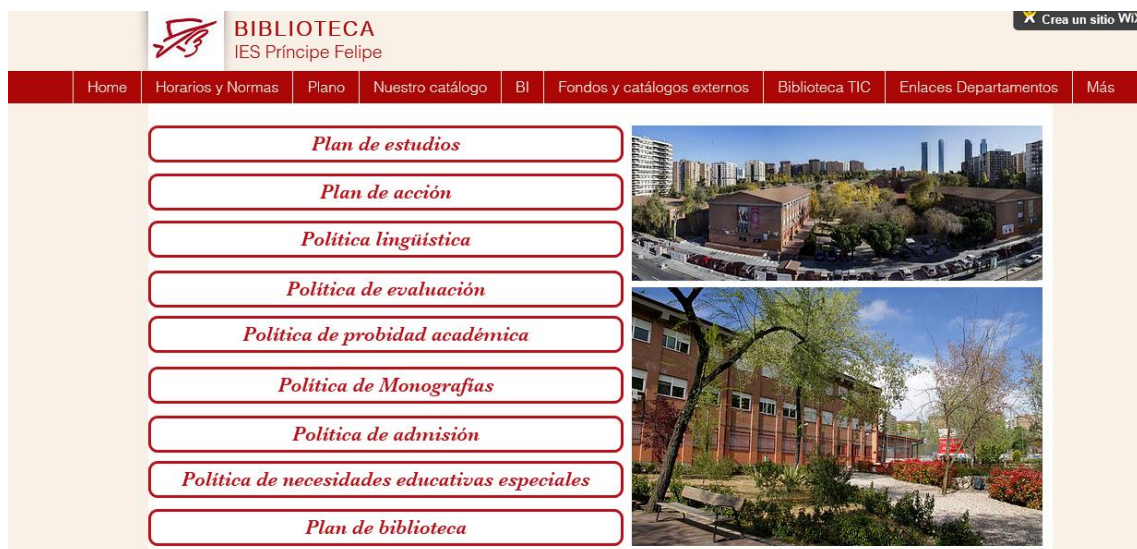 Crea un sitio WiX
BIBLIOTECA
IES Príncipe Felipe
Home Horarios y Normas Plano Nuestro catálogo BI Fondos y catálogos externos Biblioteca TIC Enlaces Departamentos Más
Plan de estudios
Plan de acción
Política lingüística
Política de evaluación
Política de probidad académica
Política de Monografías
Política de admisión
Política de necesidades educativas especiales
Plan de biblioteca